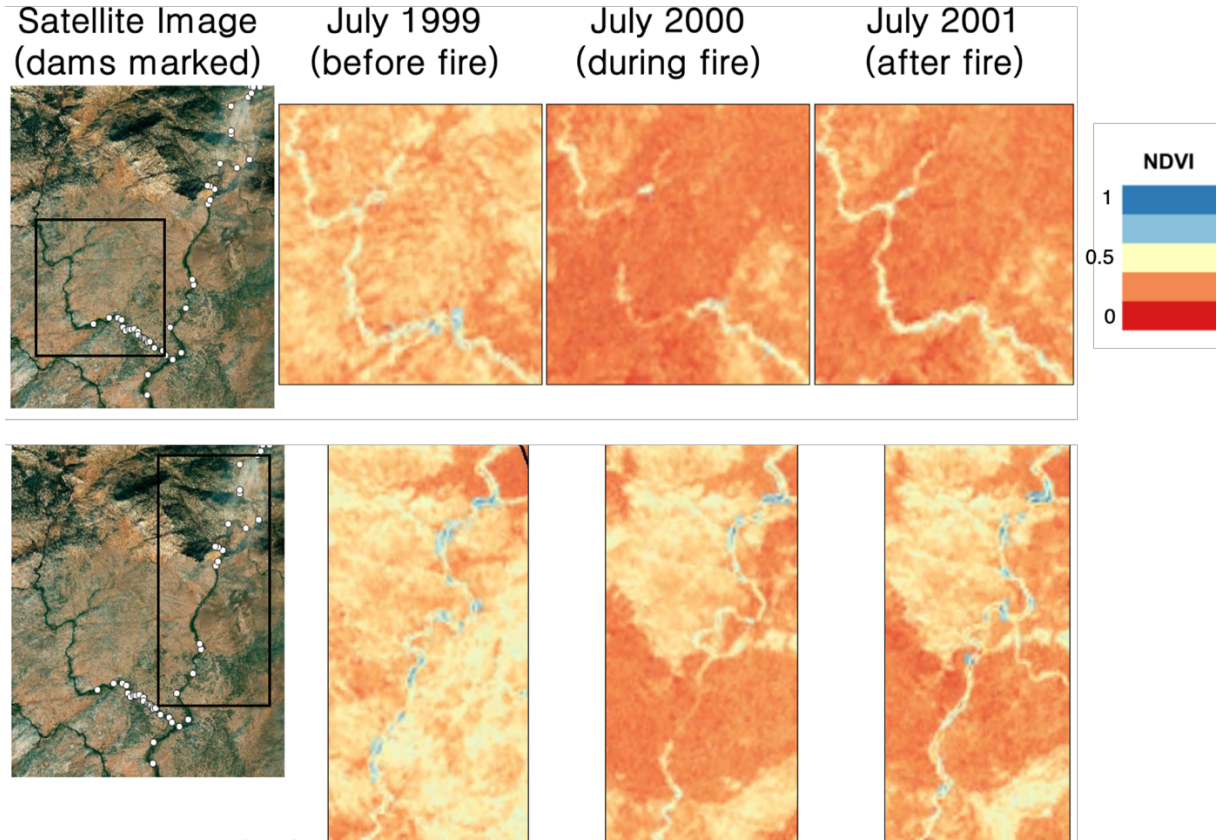 Satellite Image
(dams marked)
July 1999
(before fire)
July 2000
(during fire)
July 2001
(after fire)
NDVI
1
0.5
0